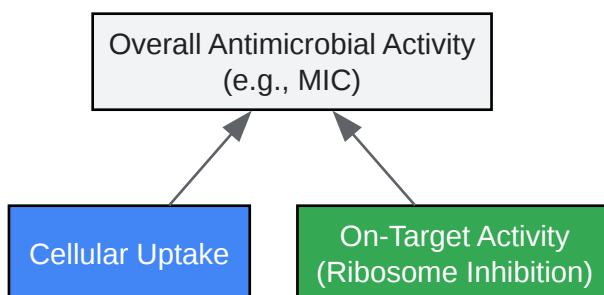 Overall Antimicrobial Activity
(e.g., MIC)
Cellular Uptake
On-Target Activity
(Ribosome Inhibition)